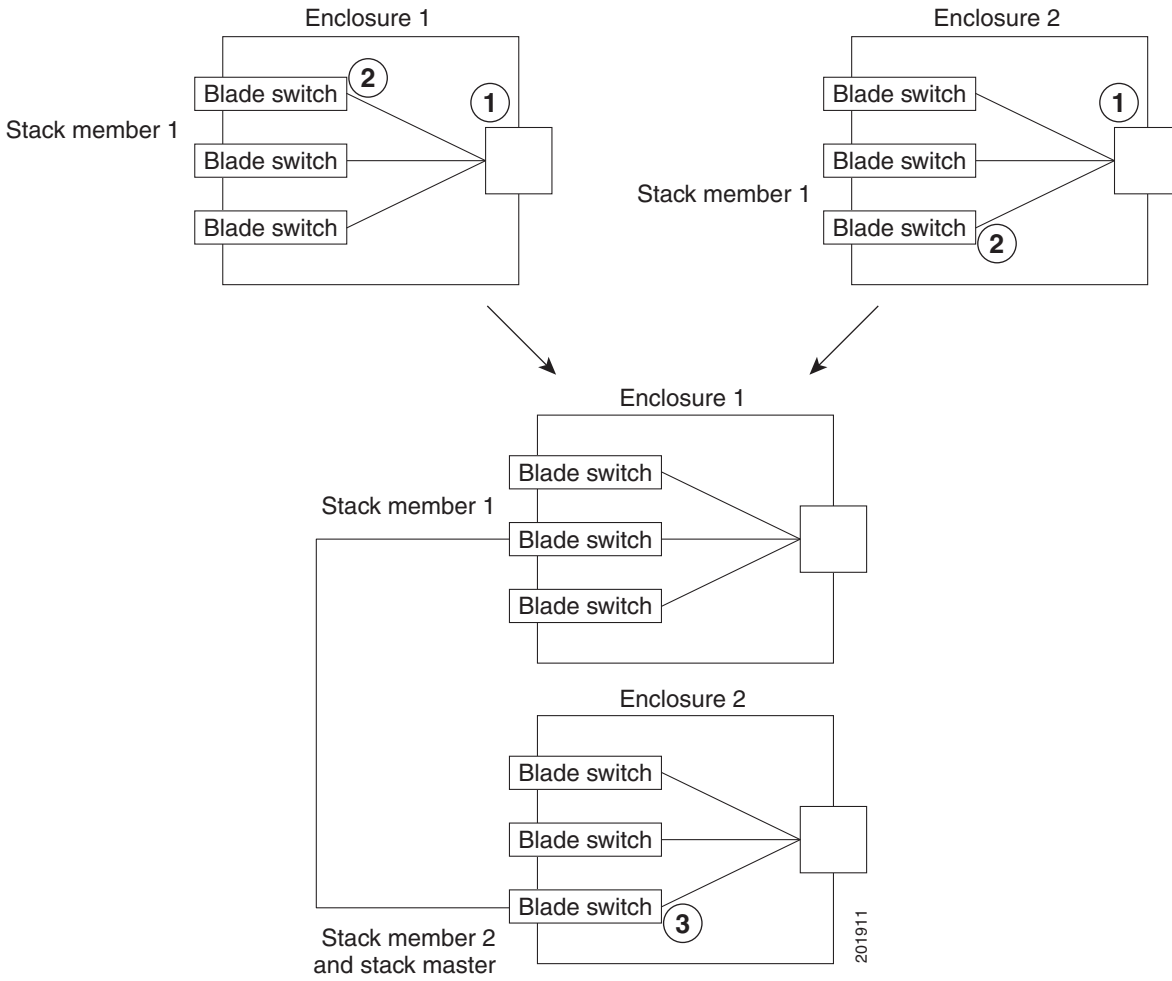 Enclosure 1
Blade switch
2
1
Stack member 1
Blade switch
Blade switch
Enclosure 2
Blade switch
1
Blade switch
Stack member 1
Blade switch
2
Enclosure 1
Blade switch
Stack member 1
Blade switch
Blade switch
Enclosure 2
Blade switch
Blade switch
Blade switch
3
Stack member 2
and stack master
201911